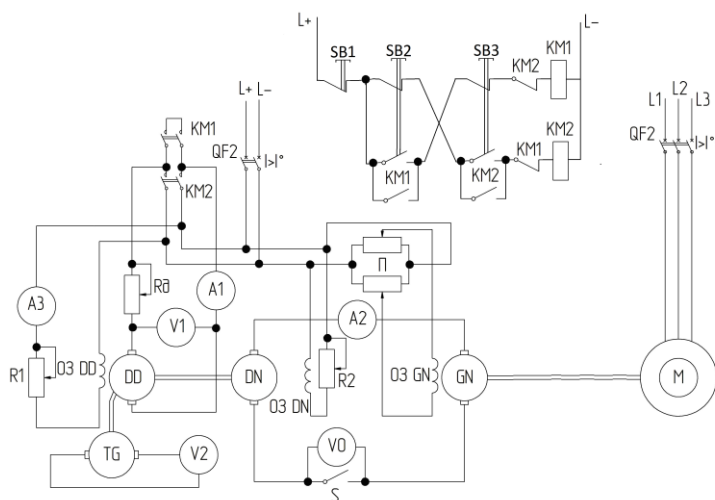 L+
L-
SB1
SB2
SB3
KM2
KM1
KM1
KM2
KM1
KM2
L1
L2
L3
QF2
I>I°
L+
L-
KM1
QF2
I>I°
KM2
П
Rд
A1
A3
V1
A2
R1
ОЗ DD
DD
DN
R2
ОЗ DN
ОЗ GN
GN
M
TG
V2
V0
S